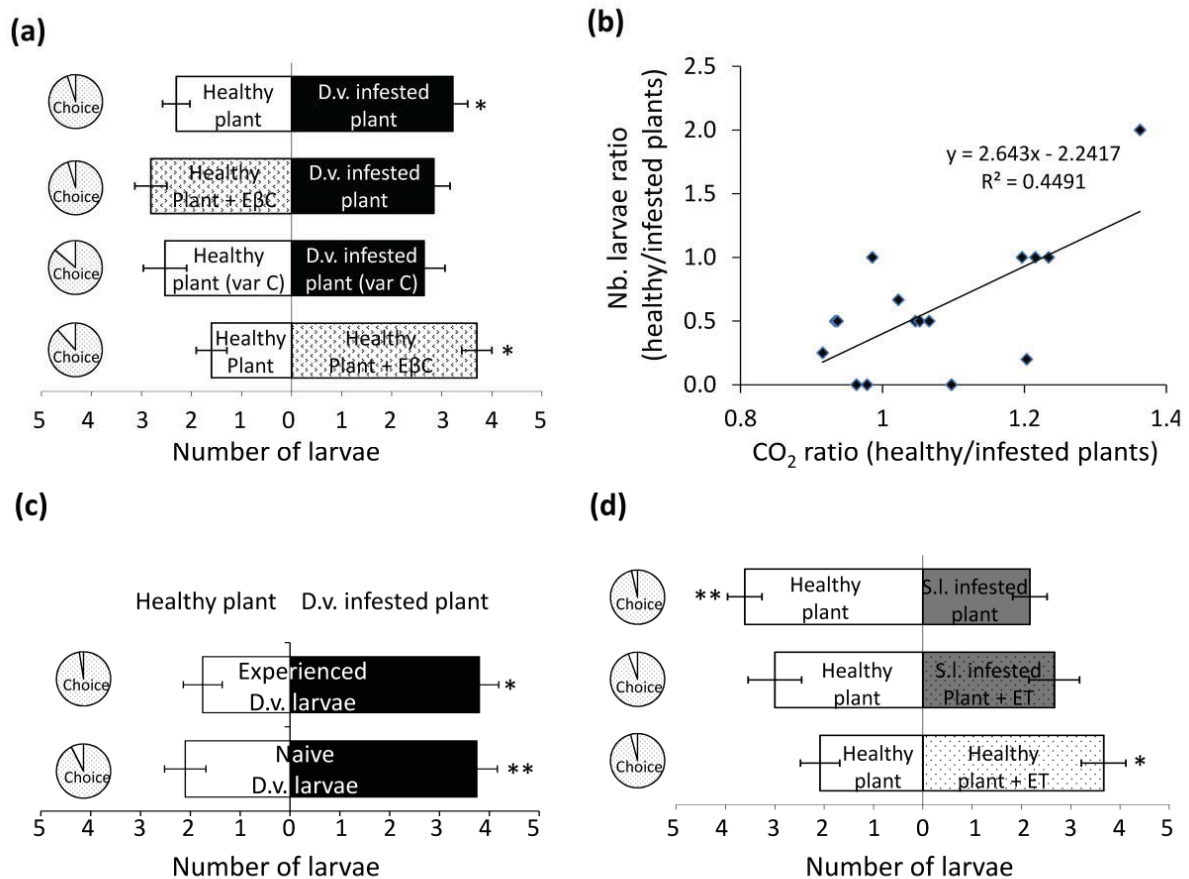 (a)
Choice
Healthy
plant
D.v. infested
plant
*
Choice
Healthy
Plant + EβC
D.v. infested
plant
Choice
Healthy
plant (var C)
D.v. infested
plant (var C)
Choice
Healthy
Plant
Healthy
Plant + EβC
*
5 4 3 2 1 0 1 2 3 4 5
Number of larvae
(b)
2.5
2.0
1.5
1.0
0.5
0.0
Nb. larvae ratio
(healthy/infested plants)
y = 2.643x - 2.2417
R² = 0.4491
0.8 1 1.2 1.4
CO₂ ratio (healthy/infested plants)
(c)
Healthy plant D.v. infested plant
Choice
Experienced
D.v. larvae
*
Choice
Naive
D.v. larvae
**
5 4 3 2 1 0 1 2 3 4 5
Number of larvae
(d)
Choice
**
Healthy
plant
S.l. infested
plant
Choice
Healthy
plant
S.l. infested
Plant + ET
Choice
Healthy
plant
Healthy
plant + ET
*
5 4 3 2 1 0 1 2 3 4 5
Number of larvae